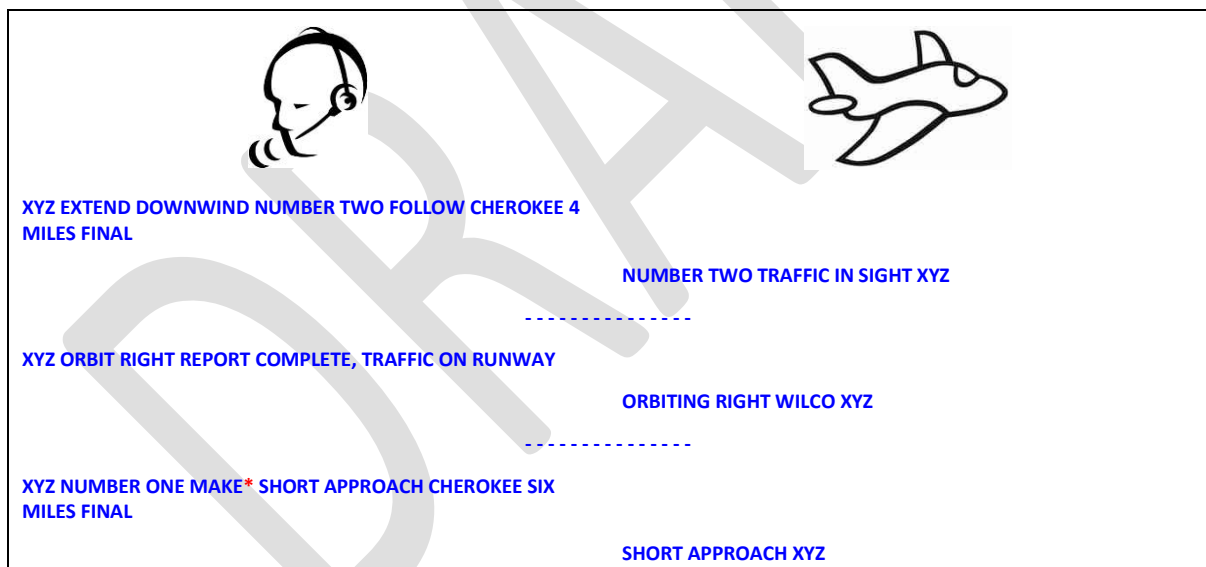 XYZ EXTEND DOWNWIND NUMBER TWO FOLLOW CHEROKEE 4
MILES FINAL
NUMBER TWO TRAFFIC IN SIGHT XYZ
- - - - - - - - - - - - - - -
XYZ ORBIT RIGHT REPORT COMPLETE, TRAFFIC ON RUNWAY
ORBITING RIGHT WILCO XYZ
- - - - - - - - - - - - - - -
XYZ NUMBER ONE MAKE* SHORT APPROACH CHEROKEE SIX
MILES FINAL
SHORT APPROACH XYZ